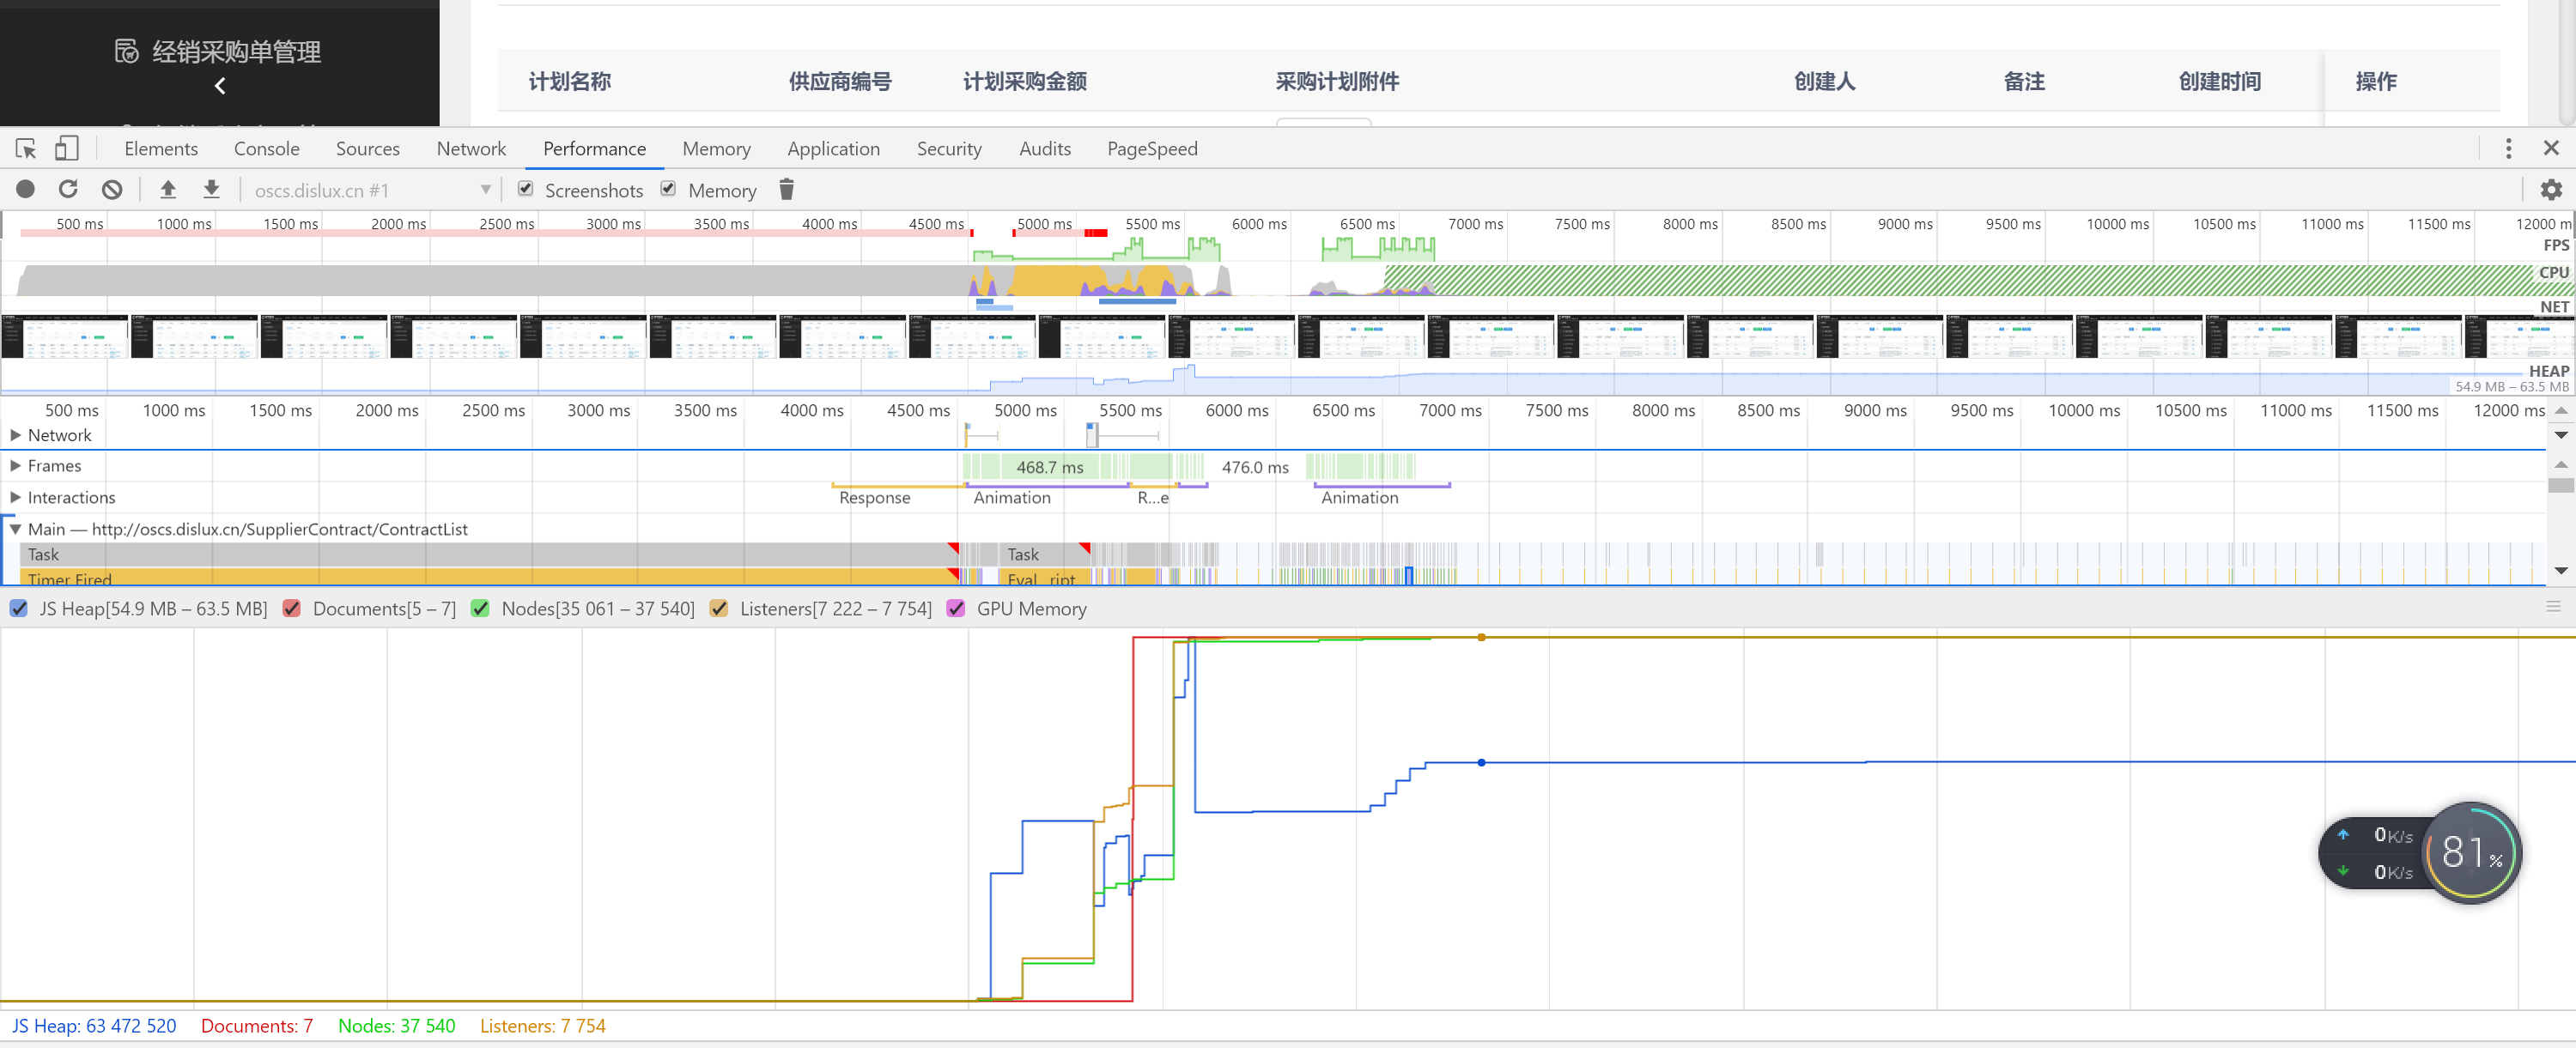 经销采购单管理
计划名称 供应商编号 计划采购金额 采购计划附件 创建人 备注 创建时间 操作
Elements Console Sources Network Performance Memory Application Security Audits PageSpeed
oscs.dislux.cn #1 Screenshots Memory
500 ms 1000 ms 1500 ms 2000 ms 2500 ms 3000 ms 3500 ms 4000 ms 4500 ms 5000 ms 5500 ms 6000 ms 6500 ms 7000 ms 7500 ms 8000 ms 8500 ms 9000 ms 9500 ms 10000 ms 10500 ms 11000 ms 11500 ms 12000 m
FPS
CPU
NET
HEAP
54.9 MB – 63.5 MB
500 ms 1000 ms 1500 ms 2000 ms 2500 ms 3000 ms 3500 ms 4000 ms 4500 ms 5000 ms 5500 ms 6000 ms 6500 ms 7000 ms 7500 ms 8000 ms 8500 ms 9000 ms 9500 ms 10000 ms 10500 ms 11000 ms 11500 ms 12000 ms
Network
Frames 468.7 ms 476.0 ms
Interactions Response Animation R...e Animation
Main — http://oscs.dislux.cn/SupplierContract/ContractList
Task Task
Timer Fired Eval...ript
JS Heap[54.9 MB – 63.5 MB] Documents[5 – 7] Nodes[35 061 – 37 540] Listeners[7 222 – 7 754] GPU Memory
0K/s
81%
0K/s
JS Heap: 63 472 520 Documents: 7 Nodes: 37 540 Listeners: 7 754